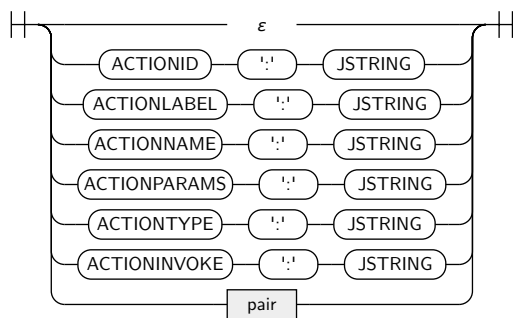 ε
ACTIONID ':' JSTRING
ACTIONLABEL ':' JSTRING
ACTIONNAME ':' JSTRING
ACTIONPARAMS ':' JSTRING
ACTIONTYPE ':' JSTRING
ACTIONINVOKE ':' JSTRING
pair